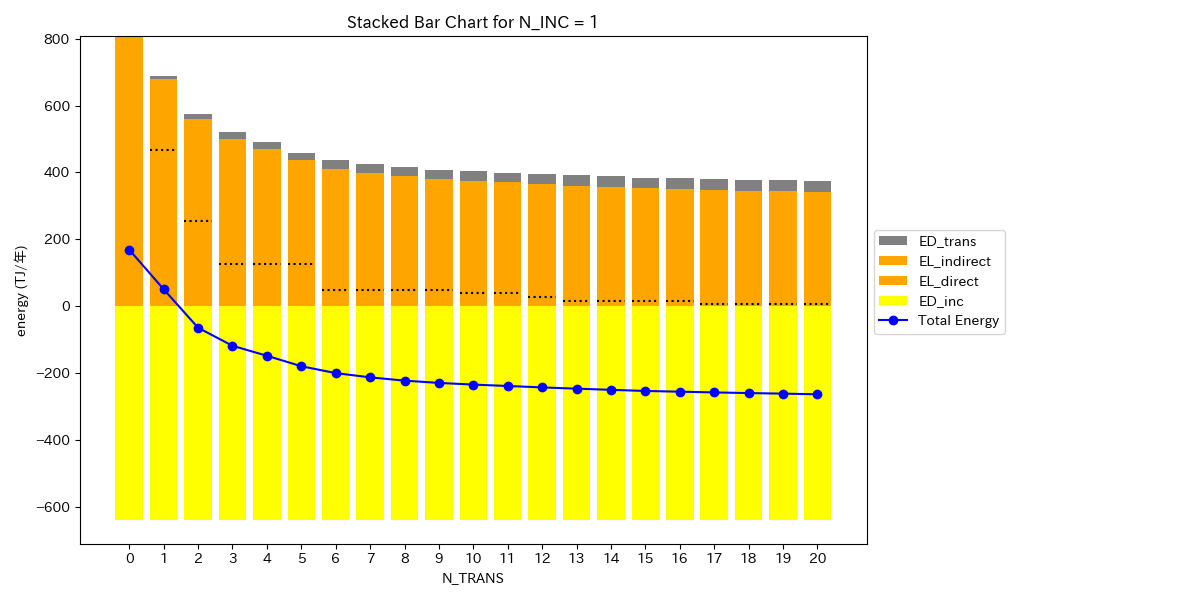 Stacked Bar Chart for N_INC = 1
energy (TJ/年)
800
600
400
200
0
−200
−400
−600
0 1 2 3 4 5 6 7 8 9 10 11 12 13 14 15 16 17 18 19 20
N_TRANS
ED_trans
EL_indirect
EL_direct
ED_inc
Total Energy